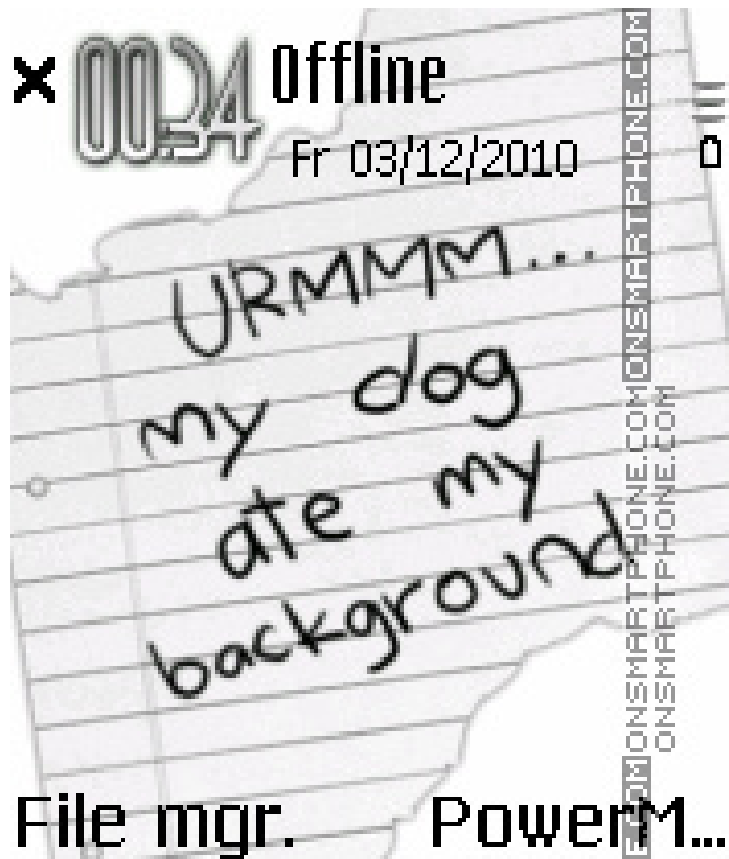 00:34 Offline
Fr 03/12/2010
URMMM...
my dog
ate my
background
File mgr. PowerM...
ONSMARTPHONE.COM
ONSMARTPHONE.COM
ONSMARTPHONE.COM
E.COM